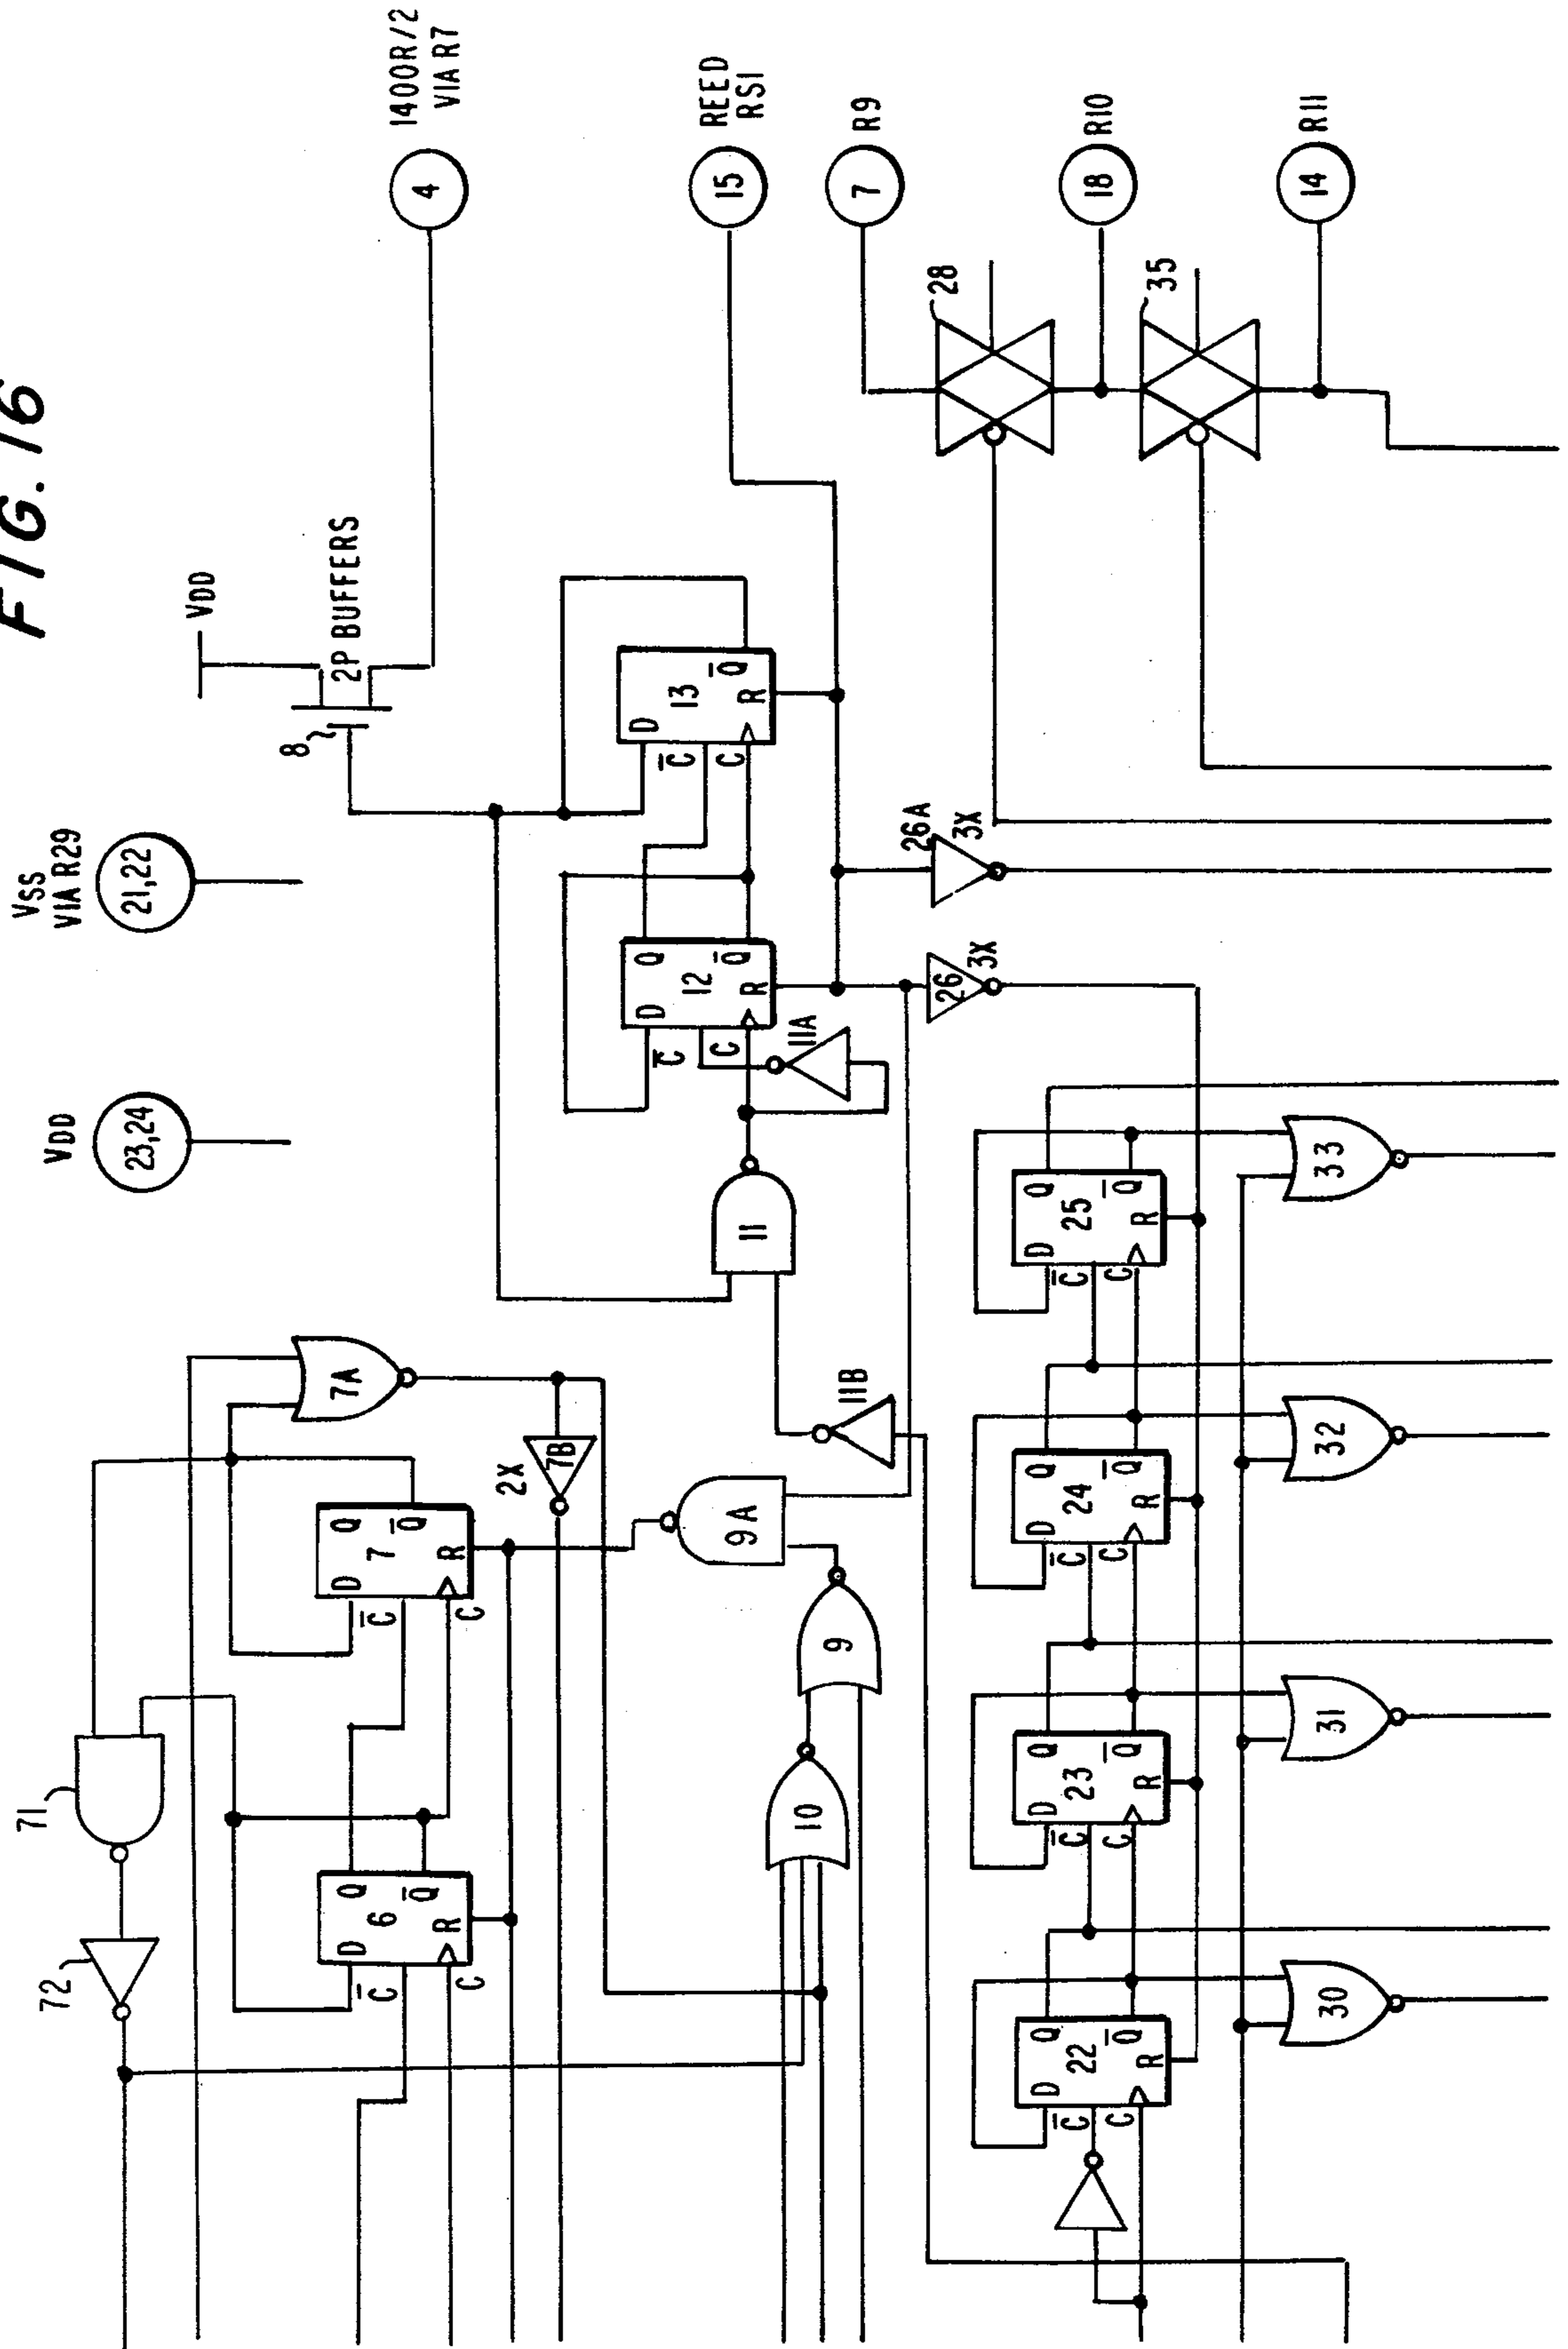 FIG. 16
VDD
23,24
VSS
VIA R29
21,22
VDD
8
2P BUFFERS
4
1400R/2
VIA R7
71
72
7A
2X
7B
D
Q
C
6
Q
C
R
D
Q
C
7
Q
C
R
10
9
9A
11B
11
11A
D
Q
C
12
Q
C
R
D
C
13
Q
C
R
15
REED
RS1
26
3X
26A
3X
7
R9
28
18
R10
35
14
R11
D
Q
C
22
Q
C
R
D
Q
C
23
Q
C
R
D
Q
C
24
Q
C
R
D
Q
C
25
Q
C
R
30
31
32
33